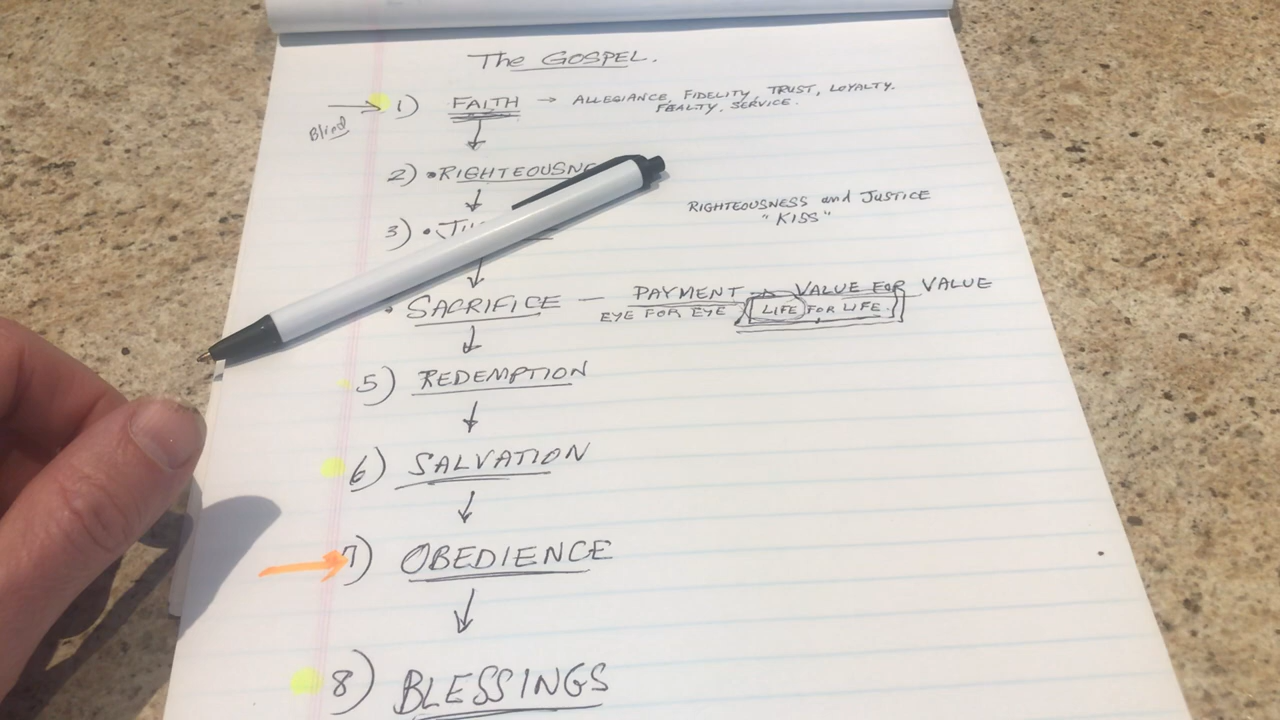 The GOSPEL.
1) FAITH → ALLEGIANCE, FIDELITY, TRUST, LOYALTY.
FEALTY, SERVICE.
Blind
2) • RIGHTEOUSNE
RIGHTEOUSNESS and JUSTICE
"KISS"
3) •
• SACRIFICE — PAYMENT → VALUE FOR VALUE
EYE FOR EYE LIFE FOR LIFE.
5) REDEMPTION
6) SALVATION
7) OBEDIENCE
8) BLESSINGS